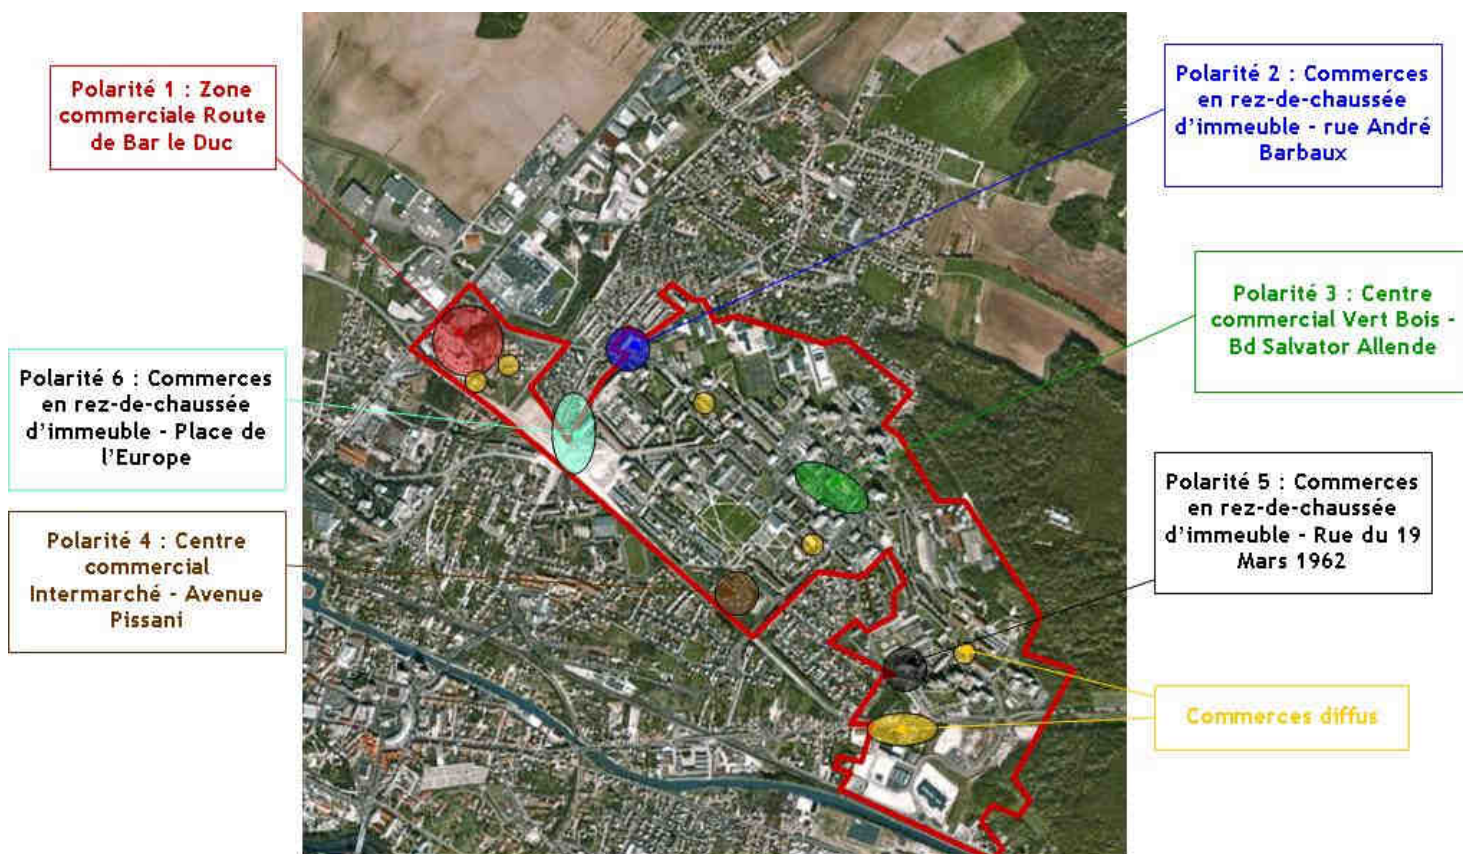 Polarité 1 : Zone
commerciale Route
de Bar le Duc
Polarité 2 : Commerces
en rez-de-chaussée
d'immeuble - rue André
Barbaux
Polarité 3 : Centre
commercial Vert Bois -
Bd Salvator Allende
Polarité 6 : Commerces
en rez-de-chaussée
d'immeuble - Place de
l'Europe
Polarité 5 : Commerces
en rez-de-chaussée
d'immeuble - Rue du 19
Mars 1962
Polarité 4 : Centre
commercial
Intermarché - Avenue
Pissani
Commerces diffus